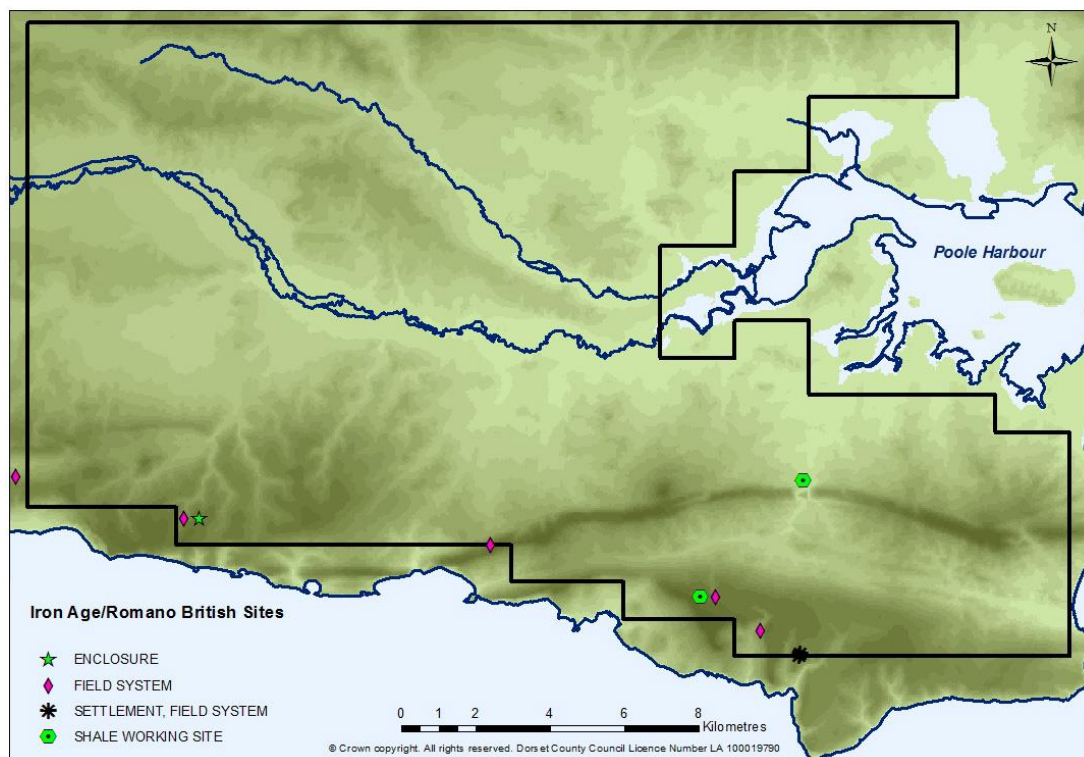 N
Poole Harbour
Iron Age/Romano British Sites
ENCLOSURE
FIELD SYSTEM
SETTLEMENT, FIELD SYSTEM
SHALE WORKING SITE
0 1 2 4 6 8
Kilometres
© Crown copyright. All rights reserved. Dorset County Council Licence Number LA 100019790